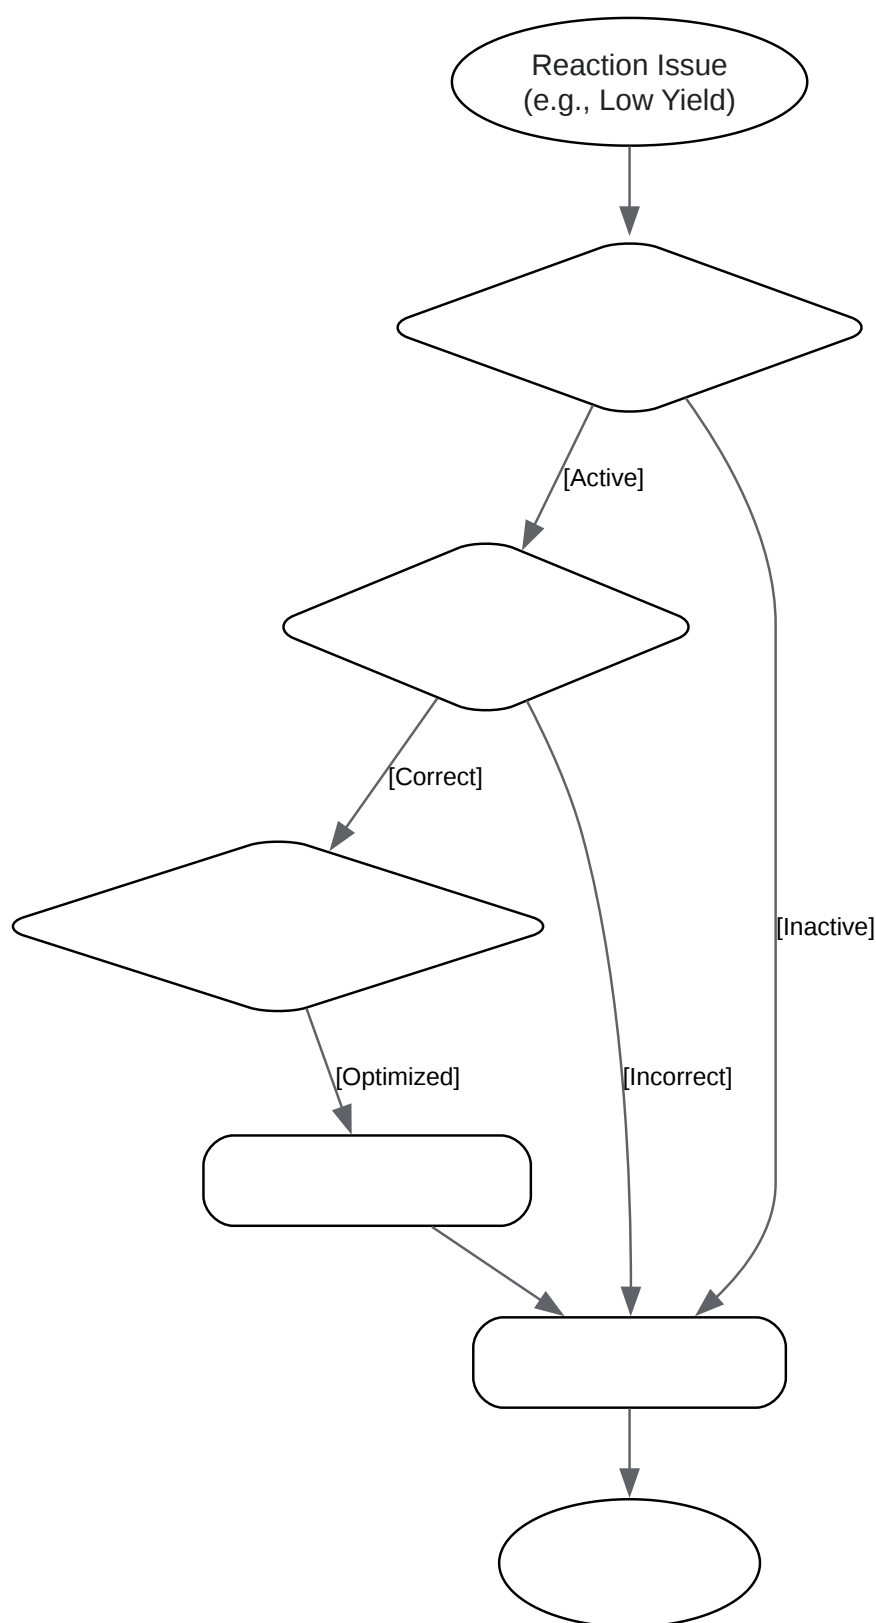 Reaction Issue
(e.g., Low Yield)
[Active]
[Correct]
[Inactive]
[Optimized]
[Incorrect]